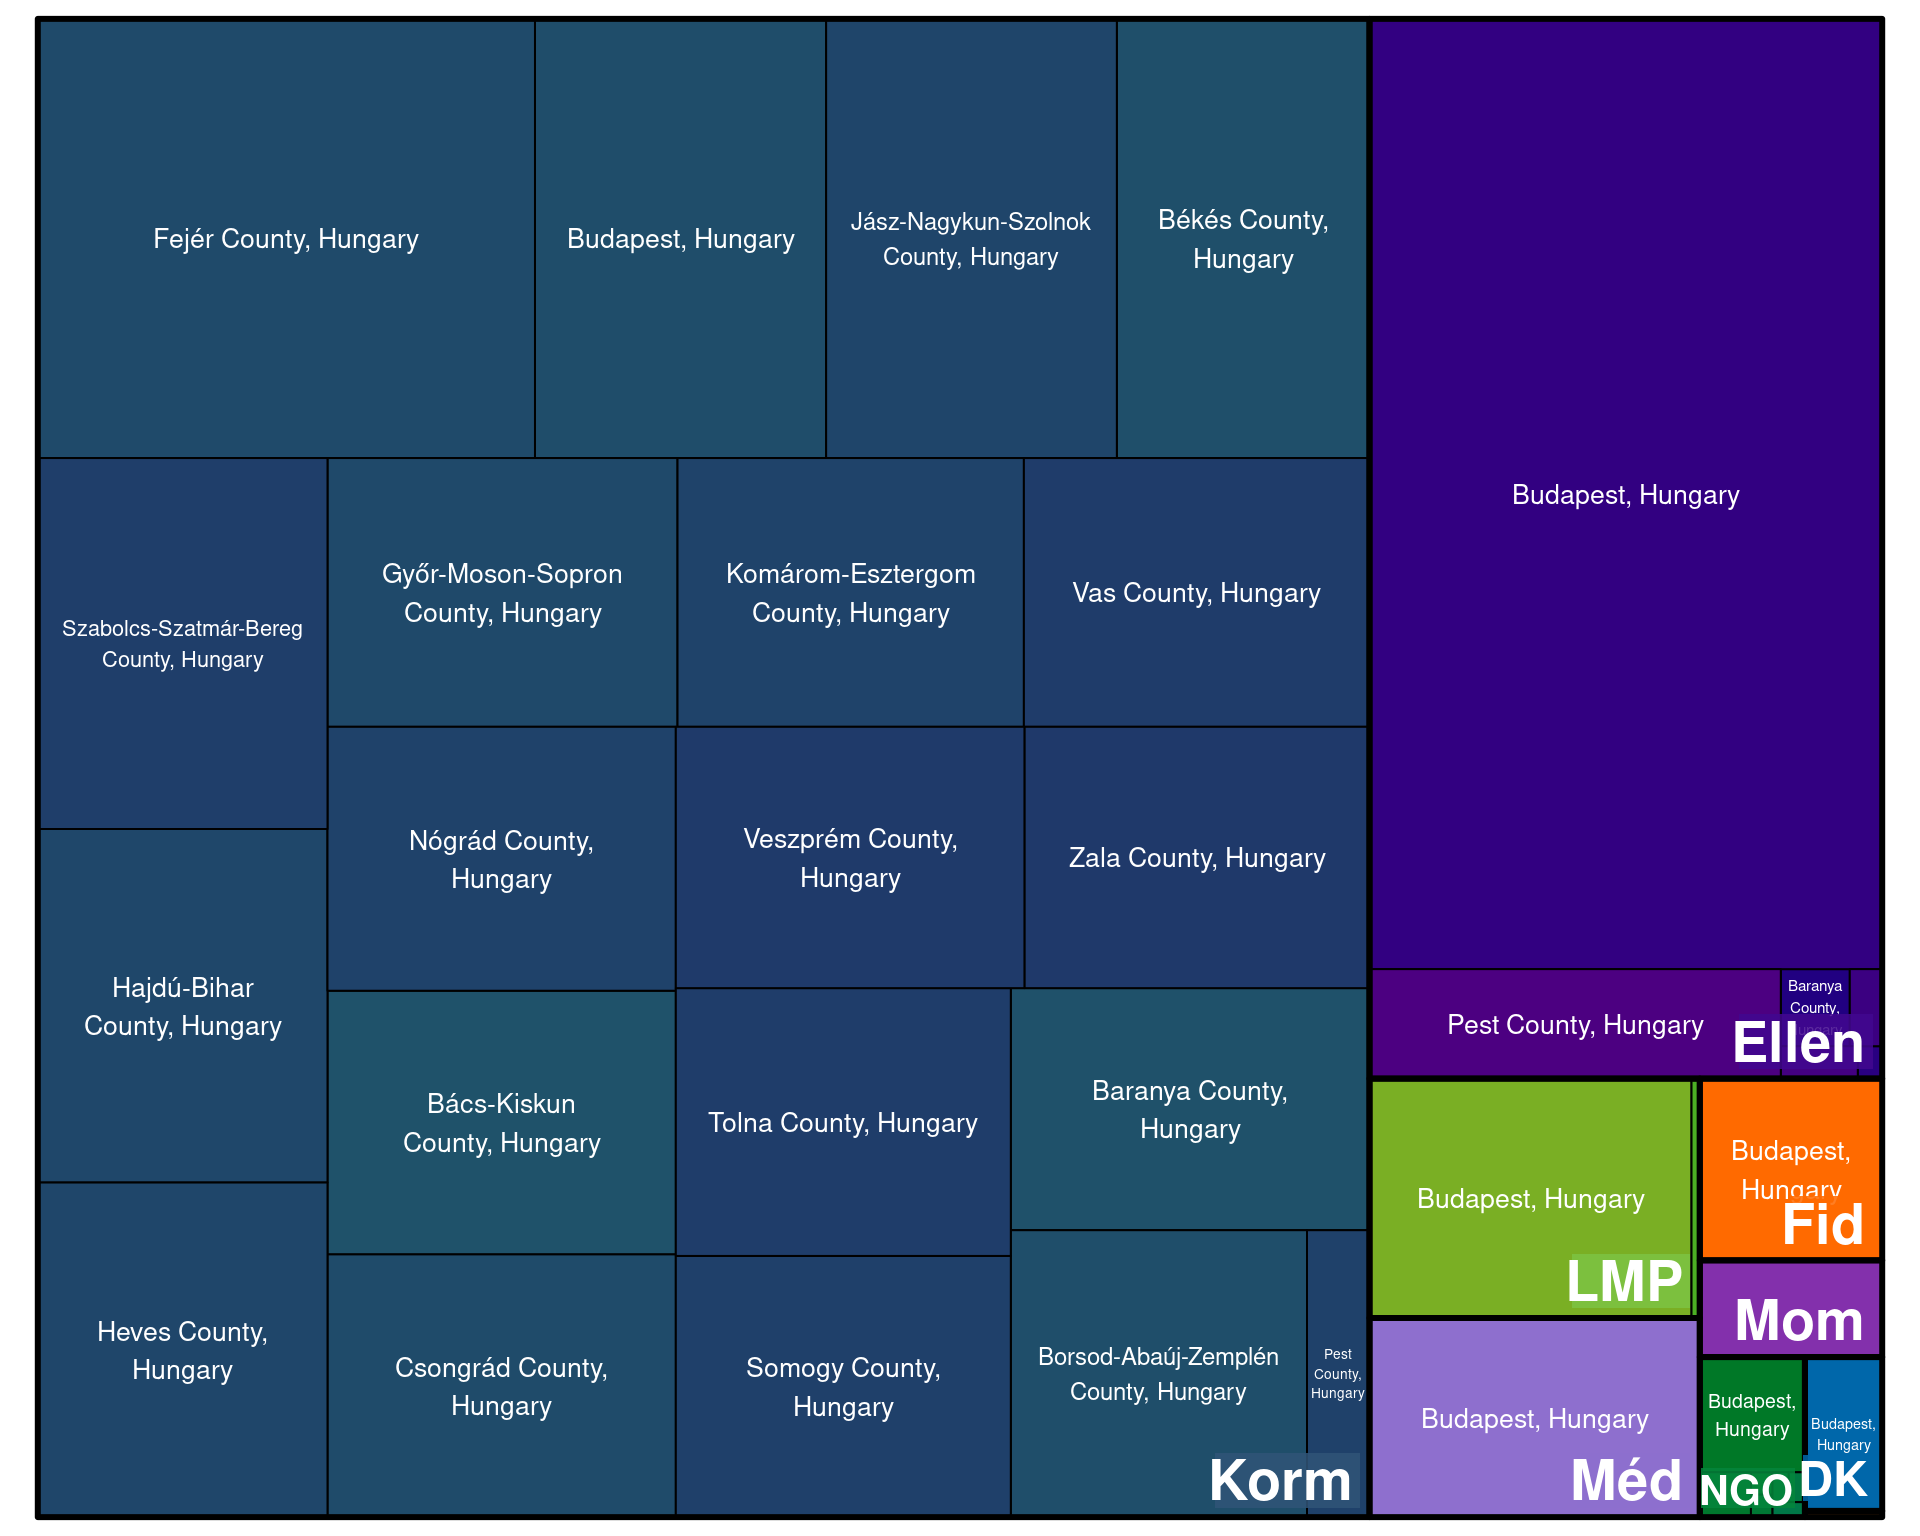 Fejér County, Hungary
Budapest, Hungary
Jász-Nagykun-Szolnok
County, Hungary
Békés County,
Hungary
Szabolcs-Szatmár-Bereg
County, Hungary
Győr-Moson-Sopron
County, Hungary
Komárom-Esztergom
County, Hungary
Vas County, Hungary
Hajdú-Bihar
County, Hungary
Nógrád County,
Hungary
Veszprém County,
Hungary
Zala County, Hungary
Heves County,
Hungary
Bács-Kiskun
County, Hungary
Csongrád County,
Hungary
Tolna County, Hungary
Somogy County,
Hungary
Baranya County,
Hungary
Borsod-Abaúj-Zemplén
County, Hungary
Pest
County,
Hungary
Korm
Budapest, Hungary
Pest County, Hungary
Baranya
County,
Hungary
Ellen
Budapest, Hungary
LMP
Budapest,
Hungary
Fid
Mom
Budapest, Hungary
Méd
Budapest,
Hungary
NGO
Budapest,
Hungary
DK